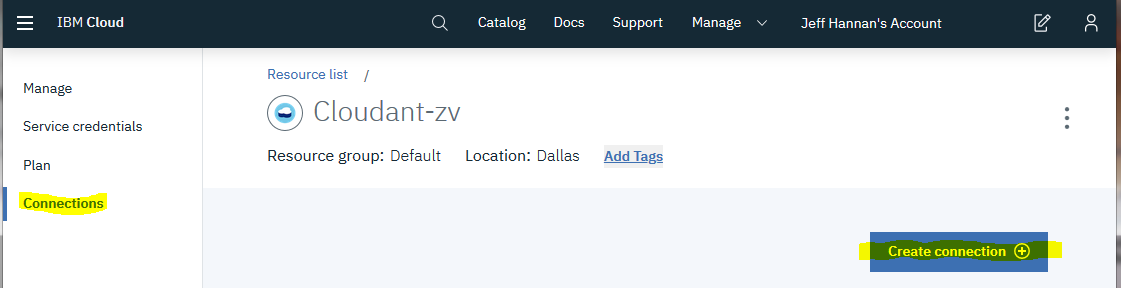 IBM Cloud Catalog Docs Support Manage Jeff Hannan's Account
Manage
Service credentials
Plan
Connections
Resource list /
Cloudant-zv
Resource group: Default Location: Dallas Add Tags
Create connection